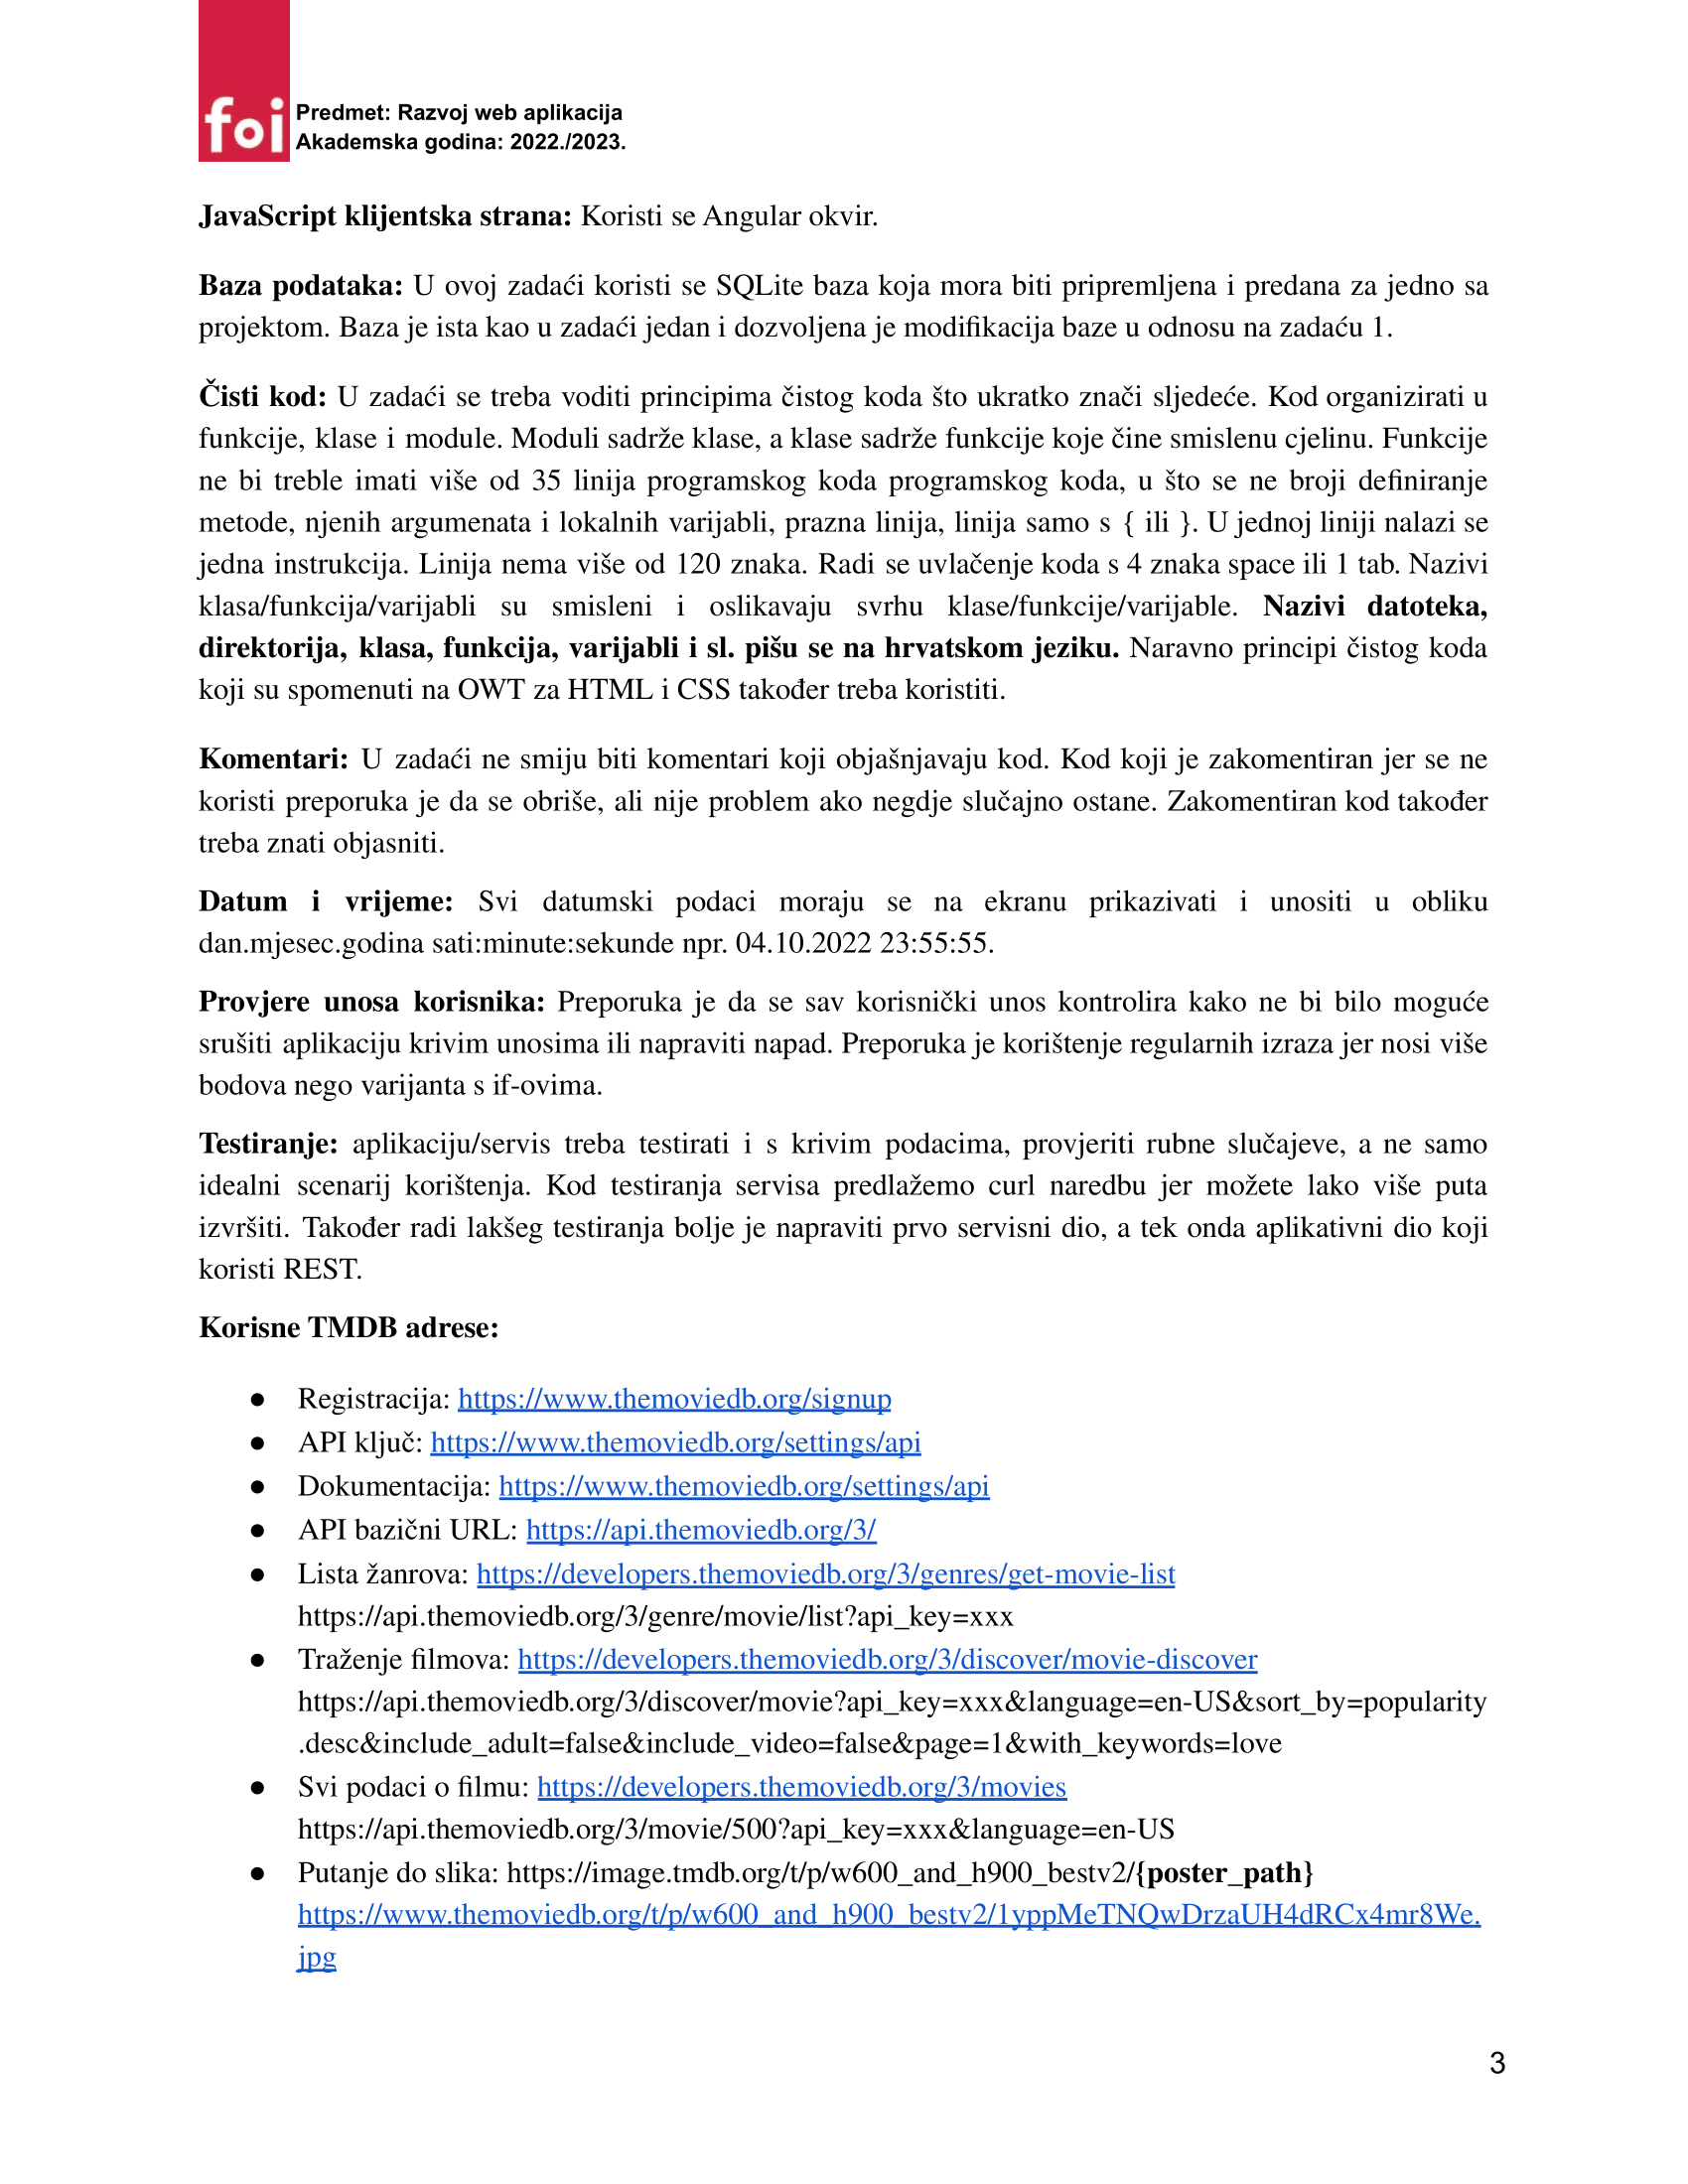 foi
Predmet: Razvoj web aplikacija
Akademska godina: 2022./2023.
JavaScript klijentska strana: Koristi se Angular okvir.
Baza podataka: U ovoj zadaći koristi se SQLite baza koja mora biti pripremljena i predana za jedno sa
projektom. Baza je ista kao u zadaći jedan i dozvoljena je modifikacija baze u odnosu na zadaću 1.
Čisti kod: U zadaći se treba voditi principima čistog koda što ukratko znači sljedeće. Kod organizirati u
funkcije, klase i module. Moduli sadrže klase, a klase sadrže funkcije koje čine smislenu cjelinu. Funkcije
ne bi treble imati više od 35 linija programskog koda programskog koda, u što se ne broji definiranje
metode, njenih argumenata i lokalnih varijabli, prazna linija, linija samo s { ili }. U jednoj liniji nalazi se
jedna instrukcija. Linija nema više od 120 znaka. Radi se uvlačenje koda s 4 znaka space ili 1 tab. Nazivi
klasa/funkcija/varijabli su smisleni i oslikavaju svrhu klase/funkcije/varijable. Nazivi datoteka,
direktorija, klasa, funkcija, varijabli i sl. pišu se na hrvatskom jeziku. Naravno principi čistog koda
koji su spomenuti na OWT za HTML i CSS također treba koristiti.
Komentari: U zadaći ne smiju biti komentari koji objašnjavaju kod. Kod koji je zakomentiran jer se ne
koristi preporuka je da se obriše, ali nije problem ako negdje slučajno ostane. Zakomentiran kod također
treba znati objasniti.
Datum i vrijeme: Svi datumski podaci moraju se na ekranu prikazivati i unositi u obliku
dan.mjesec.godina sati:minute:sekunde npr. 04.10.2022 23:55:55.
Provjere unosa korisnika: Preporuka je da se sav korisnički unos kontrolira kako ne bi bilo moguće
srušiti aplikaciju krivim unosima ili napraviti napad. Preporuka je korištenje regularnih izraza jer nosi više
bodova nego varijanta s if-ovima.
Testiranje: aplikaciju/servis treba testirati i s krivim podacima, provjeriti rubne slučajeve, a ne samo
idealni scenarij korištenja. Kod testiranja servisa predlažemo curl naredbu jer možete lako više puta
izvršiti. Također radi lakšeg testiranja bolje je napraviti prvo servisni dio, a tek onda aplikativni dio koji
koristi REST.
Korisne TMDB adrese:
● Registracija: https://www.themoviedb.org/signup
● API ključ: https://www.themoviedb.org/settings/api
● Dokumentacija: https://www.themoviedb.org/settings/api
● API bazični URL: https://api.themoviedb.org/3/
● Lista žanrova: https://developers.themoviedb.org/3/genres/get-movie-list
https://api.themoviedb.org/3/genre/movie/list?api_key=xxx
● Traženje filmova: https://developers.themoviedb.org/3/discover/movie-discover
https://api.themoviedb.org/3/discover/movie?api_key=xxx&language=en-US&sort_by=popularity
.desc&include_adult=false&include_video=false&page=1&with_keywords=love
● Svi podaci o filmu: https://developers.themoviedb.org/3/movies
https://api.themoviedb.org/3/movie/500?api_key=xxx&language=en-US
● Putanje do slika: https://image.tmdb.org/t/p/w600_and_h900_bestv2/{poster_path}
https://www.themoviedb.org/t/p/w600_and_h900_bestv2/1yppMeTNQwDrzaUH4dRCx4mr8We.
jpg
3